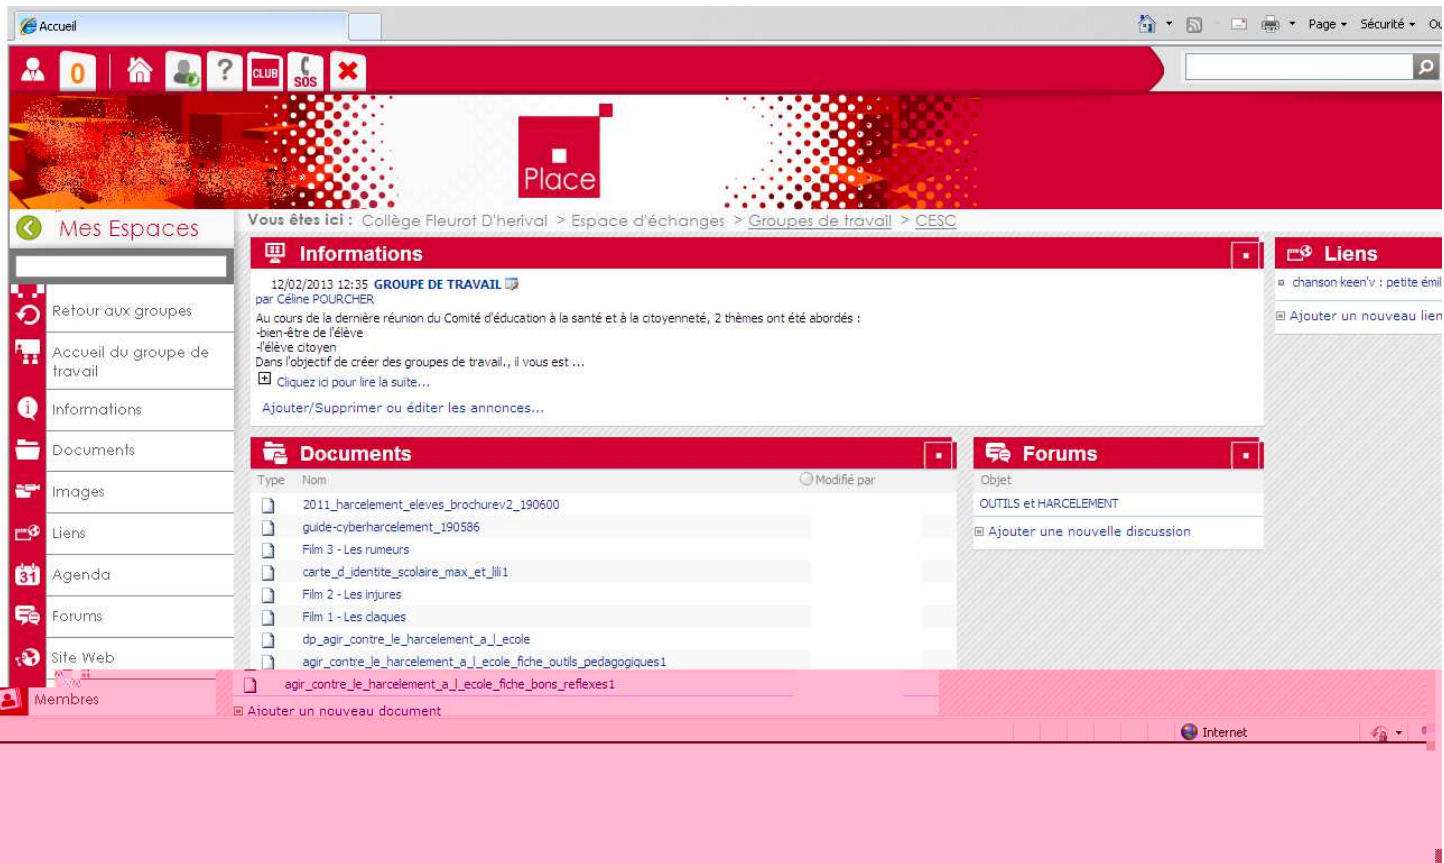 Accueil
Page Sécurité
0 ? CLUB SOS
Place
Mes Espaces
Vous êtes ici : Collège Fleurot D'herival > Espace d'échanges > Groupes de travail > CESC
Informations
12/02/2013 12:35 GROUPE DE TRAVAIL
par Céline POURCHER
Au cours de la dernière réunion du Comité d'éducation à la santé et à la citoyenneté, 2 thèmes ont été abordés :
-bien-être de l'élève
-l'élève citoyen
Dans l'objectif de créer des groupes de travail., il vous est ...
Cliquez ici pour lire la suite...
Ajouter/Supprimer ou éditer les annonces...
Liens
chanson keen'v : petite émil
Ajouter un nouveau lien
Retour aux groupes
Accueil du groupe de
travail
Informations
Documents
Images
Liens
31 Agenda
Forums
Site Web
Membres
Documents
Type Nom Modifié par
2011_harcelement_eleves_brochurev2_190600
guide-cyberharcelement_190586
Film 3 - Les rumeurs
carte_d_identite_scolaire_max_et_lili1
Film 2 - Les injures
Film 1 - Les claques
dp_agir_contre_le_harcelement_a_l_ecole
agir_contre_le_harcelement_a_l_ecole_fiche_outils_pedagogiques1
agir_contre_le_harcelement_a_l_ecole_fiche_bons_reflexes1
Ajouter un nouveau document
Forums
Objet
OUTILS et HARCELEMENT
Ajouter une nouvelle discussion
Internet